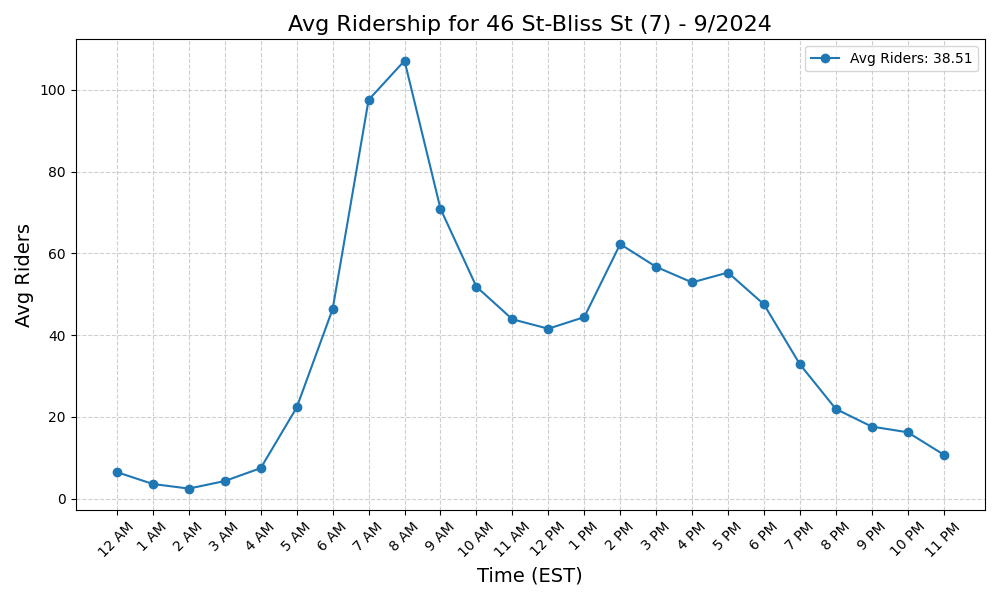 Avg Ridership for 46 St-Bliss St (7) - 9/2024
Avg Riders: 38.51
Avg Riders
100
80
60
40
20
0
12 AM
1 AM
2 AM
3 AM
4 AM
5 AM
6 AM
7 AM
8 AM
9 AM
10 AM
11 AM
12 PM
1 PM
2 PM
3 PM
4 PM
5 PM
6 PM
7 PM
8 PM
9 PM
10 PM
11 PM
Time (EST)